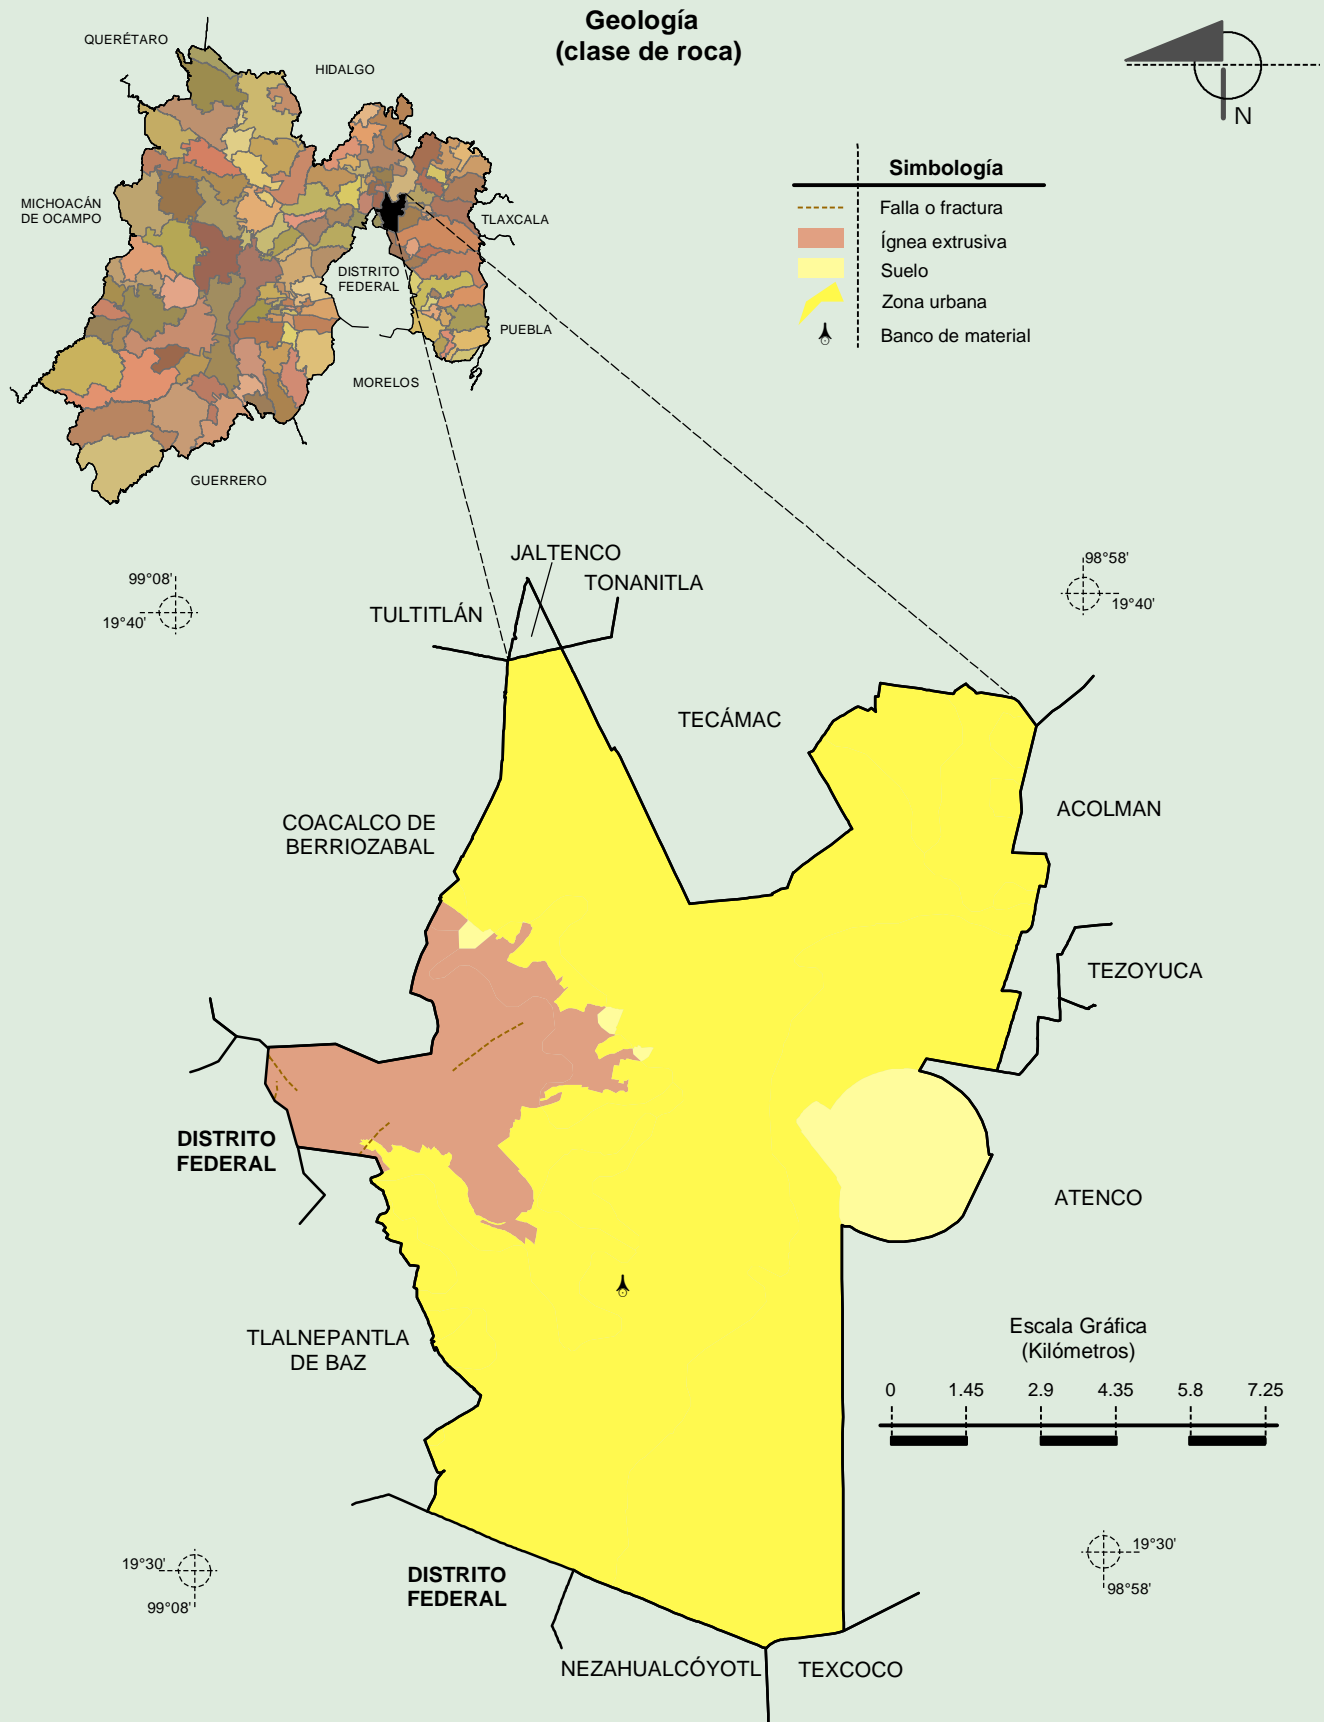 Geología
(clase de roca)
QUERÉTARO
HIDALGO
MICHOACÁN
DE OCAMPO
TLAXCALA
DISTRITO
FEDERAL
PUEBLA
MORELOS
GUERRERO
N
Simbología
Falla o fractura
Ígnea extrusiva
Suelo
Zona urbana
Banco de material
99°08'
19°40'
98°58'
19°40'
JALTENCO
TONANITLA
TULTITLÁN
TECÁMAC
ACOLMAN
COACALCO DE
BERRIOZABAL
TEZOYUCA
DISTRITO
FEDERAL
ATENCO
TLALNEPANTLA
DE BAZ
Escala Gráfica
(Kilómetros)
0 1.45 2.9 4.35 5.8 7.25
19°30'
99°08'
19°30'
98°58'
DISTRITO
FEDERAL
NEZAHUALCÓYOTL
TEXCOCO